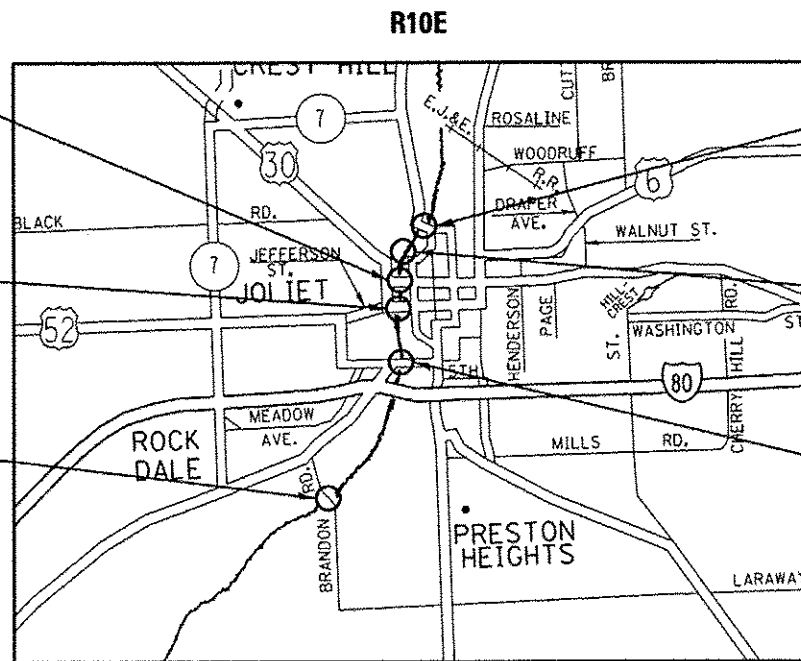 R10E
CREST HILL
7
E.J.&E.
R.R.
CUT
BR
ROSALINE
WOODRUFF
30
6
DRAPER
AVE.
BLACK
RD.
WALNUT ST.
7
JEFFERSON
ST.
JOLIET
HILL-
CREST
RD.
52
HENDERSON
PAGE
ST.
WASHINGTON
ST
5TH
80
CHERRY HILL
MEADOW
AVE.
ROCK
DALE
MILLS
RD.
RD.
BRANDON
PRESTON
HEIGHTS
LARAWAY